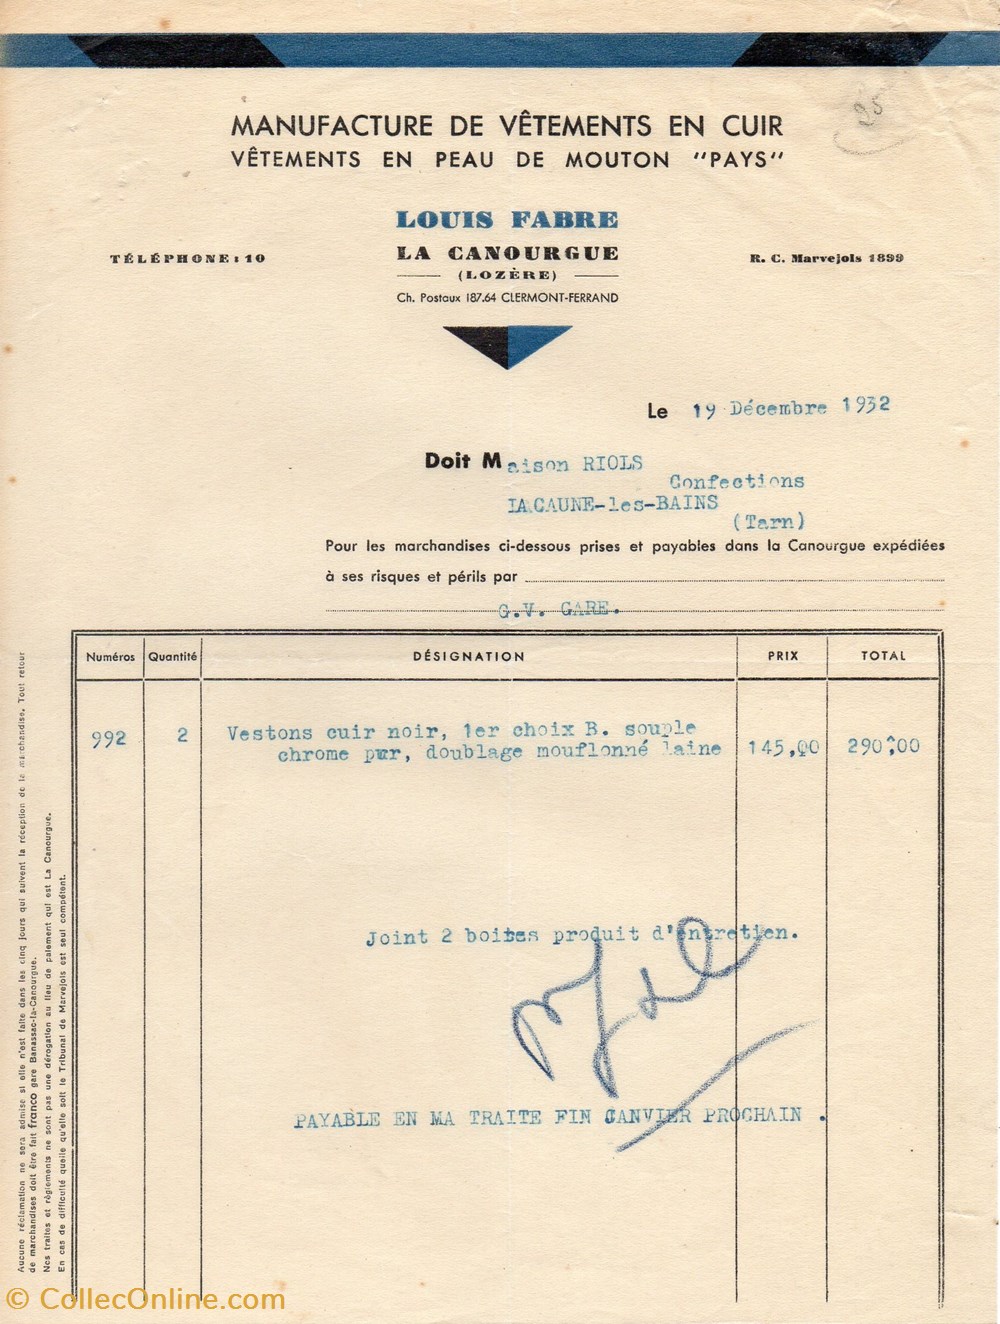 25
MANUFACTURE DE VÊTEMENTS EN CUIR
VÊTEMENTS EN PEAU DE MOUTON "PAYS"
LOUIS FABRE
LA CANOURGUE
(LOZÈRE)
Ch. Postaux 187.64 CLERMONT-FERRAND
TÉLÉPHONE : 10
R. C. Marvejols 1899
Le 19 Décembre 1932
Doit Maison RIOLS
Confections
LA CAUNE-les-BAINS
(Tarn)
Pour les marchandises ci-dessous prises et payables dans la Canourgue expédiées
à ses risques et périls par
G.V. GARE.
Numéros Quantité DÉSIGNATION PRIX TOTAL
992 2 Vestons cuir noir, 1er choix B. souple
chrome pur, doublage mouflonné laine 145,00 290,00
Joint 2 boites produit d'entretien.
PAYABLE EN MA TRAITE FIN JANVIER PROCHAIN .
Aucune réclamation ne sera admise si elle n'est faite dans les cinq jours qui suivent la réception de la marchandise. Tout retour
de marchandises doit être fait franco gare Banassac-la-Canourgue.
Nos traites et règlements ne sont pas une dérogation au lieu de paiement qui est La Canourgue.
En cas de difficulté quelle qu'elle soit le Tribunal de Marvejols est seul compétent.
© CollecOnline.com